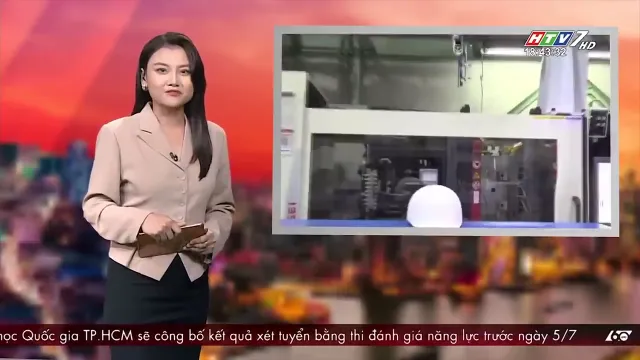 HTV7 HD
18:43:32
học Quốc gia TP.HCM sẽ công bố kết quả xét tuyển bằng thi đánh giá năng lực trước ngày 5/7